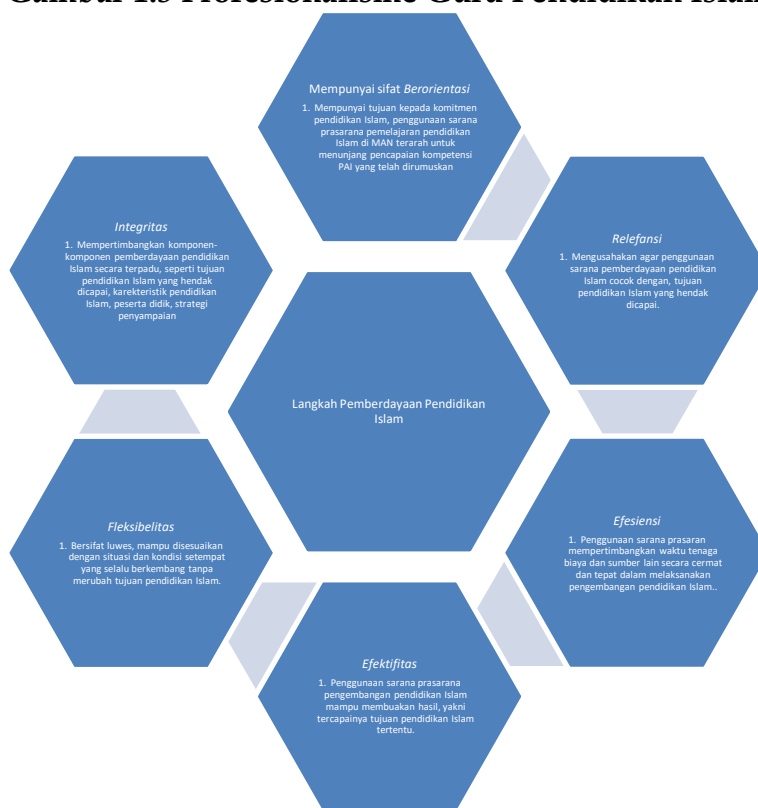 Gambar Profesionalisme Guru Pendidikan Islam
Mempunyai sifat Berorientasi
1. Mempunyai tujuan kepada komitmen
pendidikan Islam, penggunaan sarana
prasarana pemelajaran pendidikan
Islam di MAN terarah untuk
menunjang pencapaian kompetensi
PAI yang telah dirumuskan
Relefansi
1. Mengusahakan agar penggunaan
sarana pemberdayaan pendidikan
Islam cocok dengan, tujuan
pendidikan Islam yang hendak
dicapai.
Efesiensi
1. Penggunaan sarana prasaran
mempertimbangkan waktu tenaga
biaya dan sumber lain secara cermat
dan tepat dalam melaksanakan
pengembangan pendidikan Islam..
Efektifitas
1. Penggunaan sarana prasarana
pengembangan pendidikan Islam
mampu membuakan hasil, yakni
tercapainya tujuan pendidikan Islam
tertentu.
Fleksibelitas
1. Bersifat luwes, mampu disesuaikan
dengan situasi dan kondisi setempat
yang selalu berkembang tanpa
merubah tujuan pendidikan Islam.
Integritas
1. Mempertimbangkan komponen-
komponen pemberdayaan pendidikan
Islam secara terpadu, seperti tujuan
pendidikan Islam yang hendak
dicapai, karekteristik pendidikan
Islam, peserta didik, strategi
penyampaian
Langkah Pemberdayaan Pendidikan
Islam